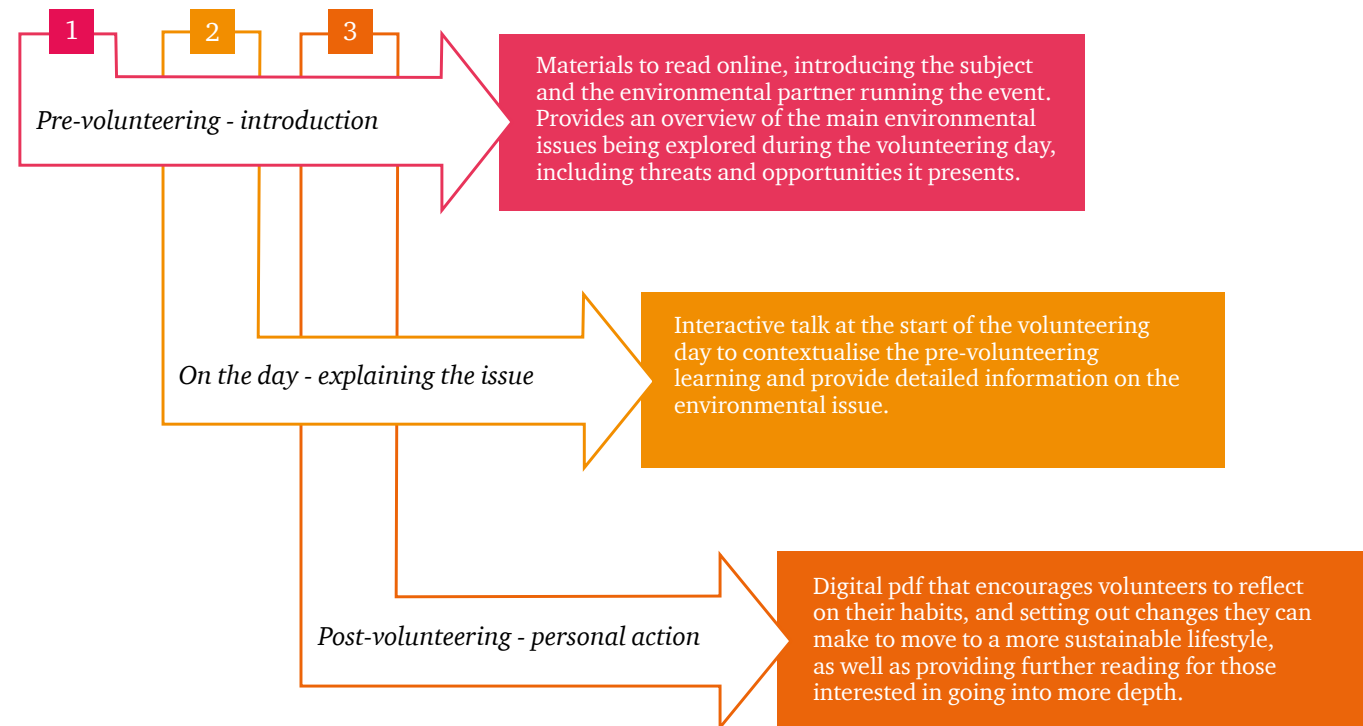 1
2
3
Pre-volunteering - introduction
Materials to read online, introducing the subject
and the environmental partner running the event.
Provides an overview of the main environmental
issues being explored during the volunteering day,
including threats and opportunities it presents.
On the day - explaining the issue
Interactive talk at the start of the volunteering
day to contextualise the pre-volunteering
learning and provide detailed information on the
environmental issue.
Post-volunteering - personal action
Digital pdf that encourages volunteers to reflect
on their habits, and setting out changes they can
make to move to a more sustainable lifestyle,
as well as providing further reading for those
interested in going into more depth.